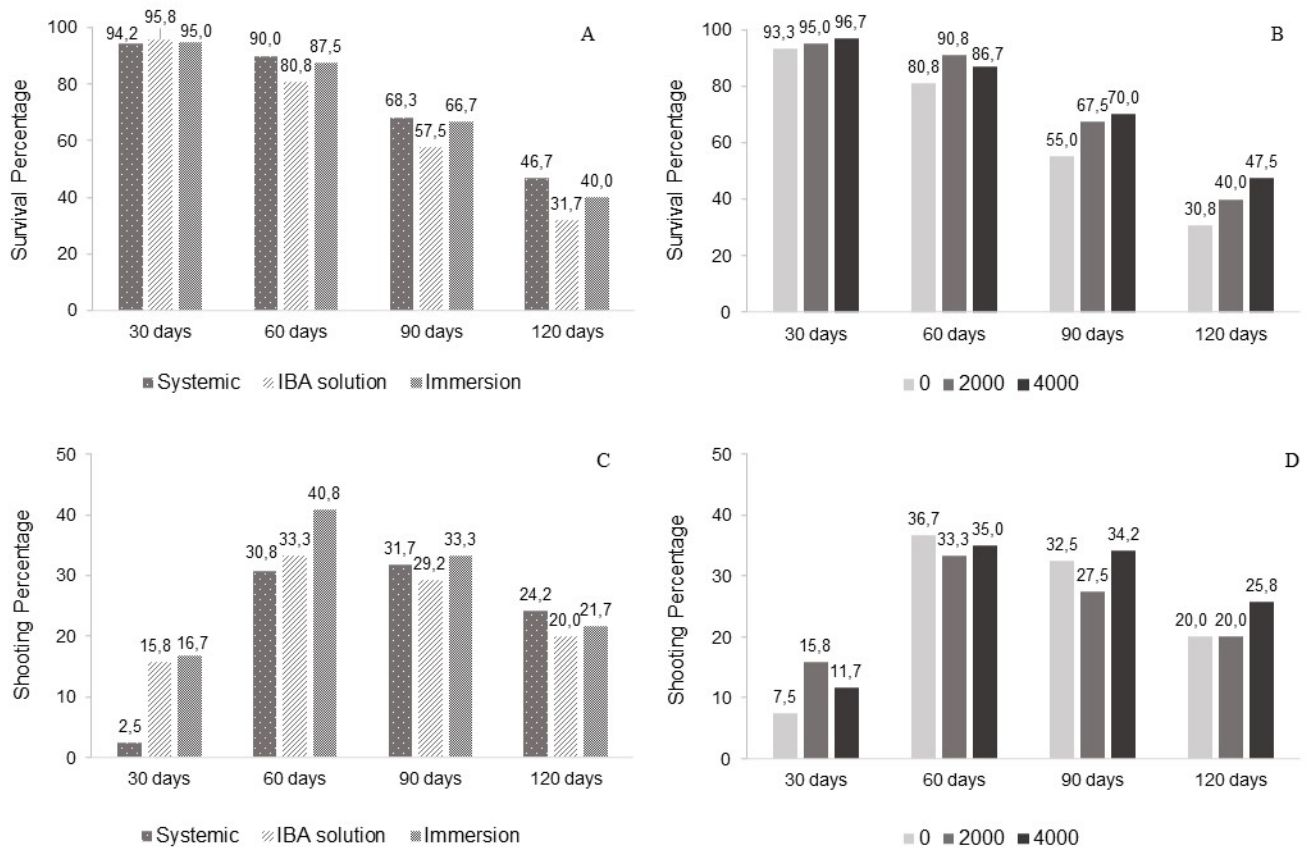 A
Survival Percentage
100
80
60
40
20
0
94,2 95,8 95,0
90,0 80,8 87,5
68,3 57,5 66,7
46,7 31,7 40,0
30 days 60 days 90 days 120 days
Systemic IBA solution Immersion
B
Survival Percentage
100
80
60
40
20
0
93,3 95,0 96,7
80,8 90,8 86,7
55,0 67,5 70,0
30,8 40,0 47,5
30 days 60 days 90 days 120 days
0 2000 4000
C
Shooting Percentage
50
40
30
20
10
0
2,5 15,8 16,7
30,8 33,3 40,8
31,7 29,2 33,3
24,2 20,0 21,7
30 days 60 days 90 days 120 days
Systemic IBA solution Immersion
D
Shooting Percentage
50
40
30
20
10
0
7,5 15,8 11,7
36,7 33,3 35,0
32,5 27,5 34,2
20,0 20,0 25,8
30 days 60 days 90 days 120 days
0 2000 4000